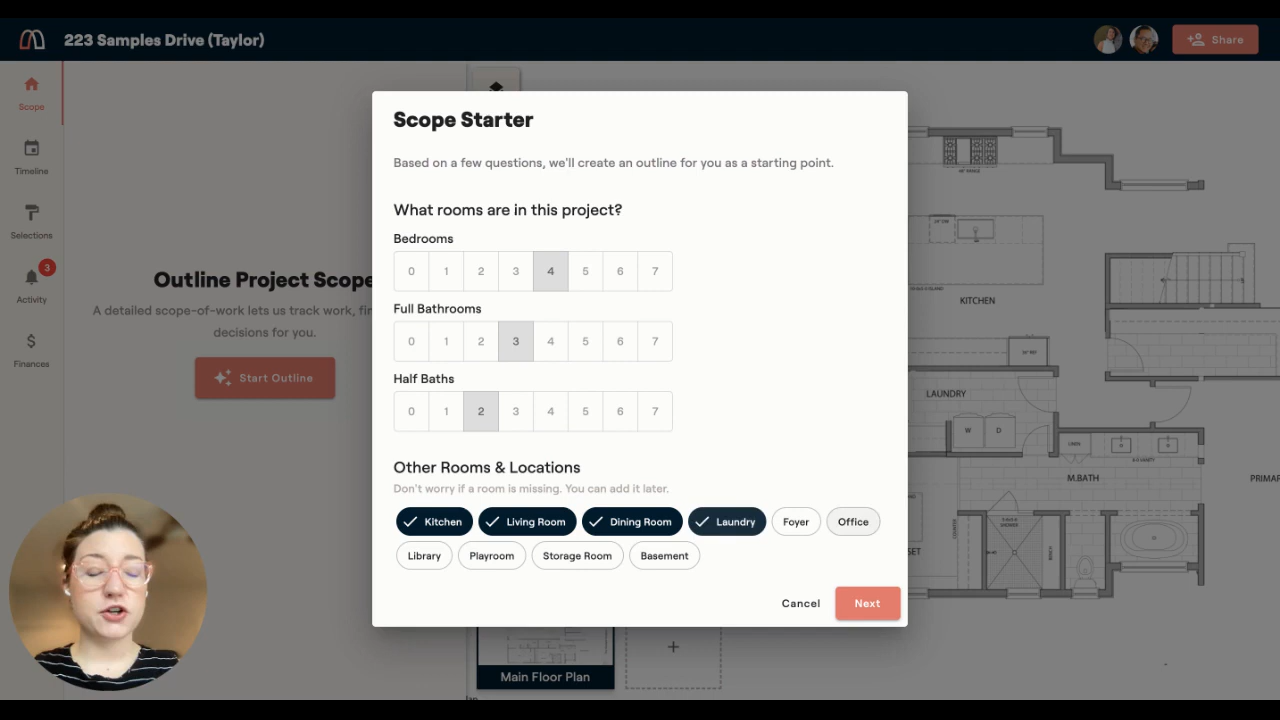 223 Samples Drive (Taylor)
Share
Scope
Timeline
Selections
3
Activity
Finances
Outline Project Scope
A detailed scope-of-work lets us track work,
decisions for you.
Start Outline
Scope Starter
Based on a few questions, we'll create an outline for you as a starting point.
What rooms are in this project?
Bedrooms
0 1 2 3 4 5 6 7
Full Bathrooms
0 1 2 3 4 5 6 7
Half Baths
0 1 2 3 4 5 6 7
Other Rooms & Locations
Don't worry if a room is missing. You can add it later.
Kitchen Living Room Dining Room Laundry Foyer Office
Library Playroom Storage Room Basement
Cancel Next
KITCHEN
LAUNDRY
W D
LINEN
M.BATH
PRIMAR
SHOWER
BENCH
Main Floor Plan